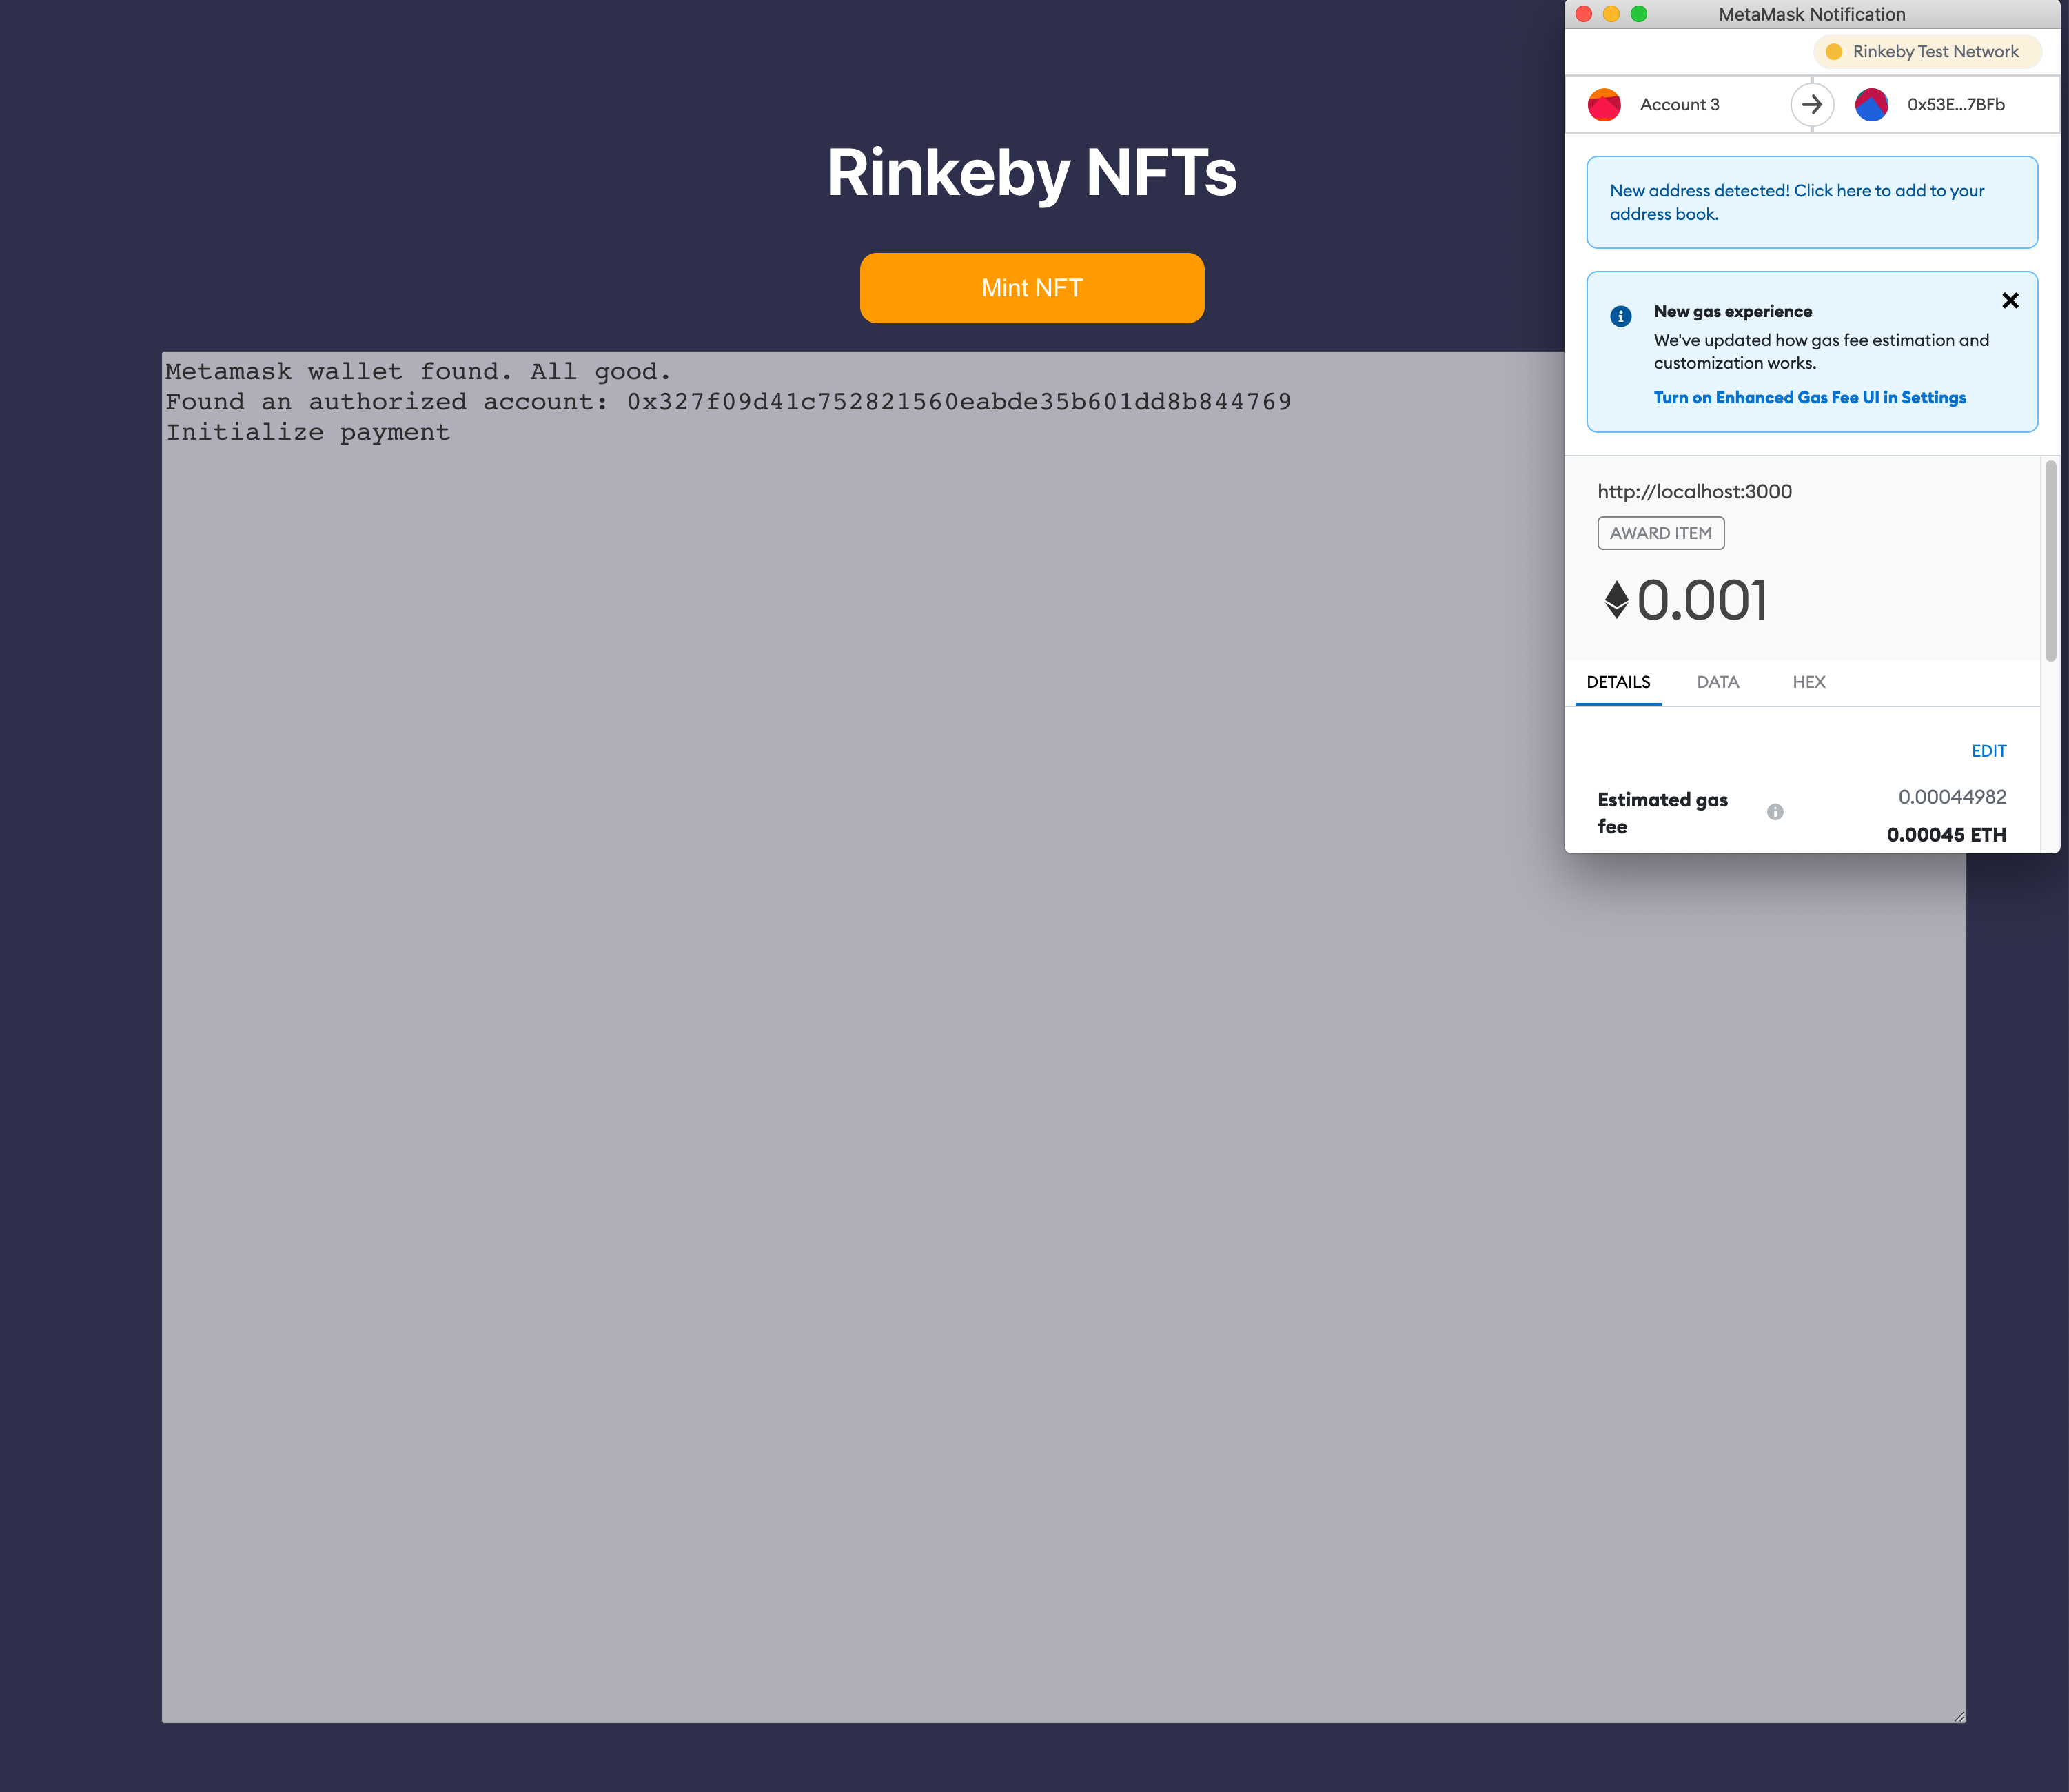 Rinkeby NFTs
Mint NFT
Metamask wallet found. All good.
Found an authorized account: 0x327f09d41c752821560eabde35b601dd8b844769
Initialize payment
MetaMask Notification
Rinkeby Test Network
Account 3
0x53E...7BFb
New address detected! Click here to add to your
address book.
New gas experience
We've updated how gas fee estimation and
customization works.
Turn on Enhanced Gas Fee UI in Settings
http://localhost:3000
AWARD ITEM
0.001
DETAILS DATA HEX
EDIT
Estimated gas
fee
0.00044982
0.00045 ETH